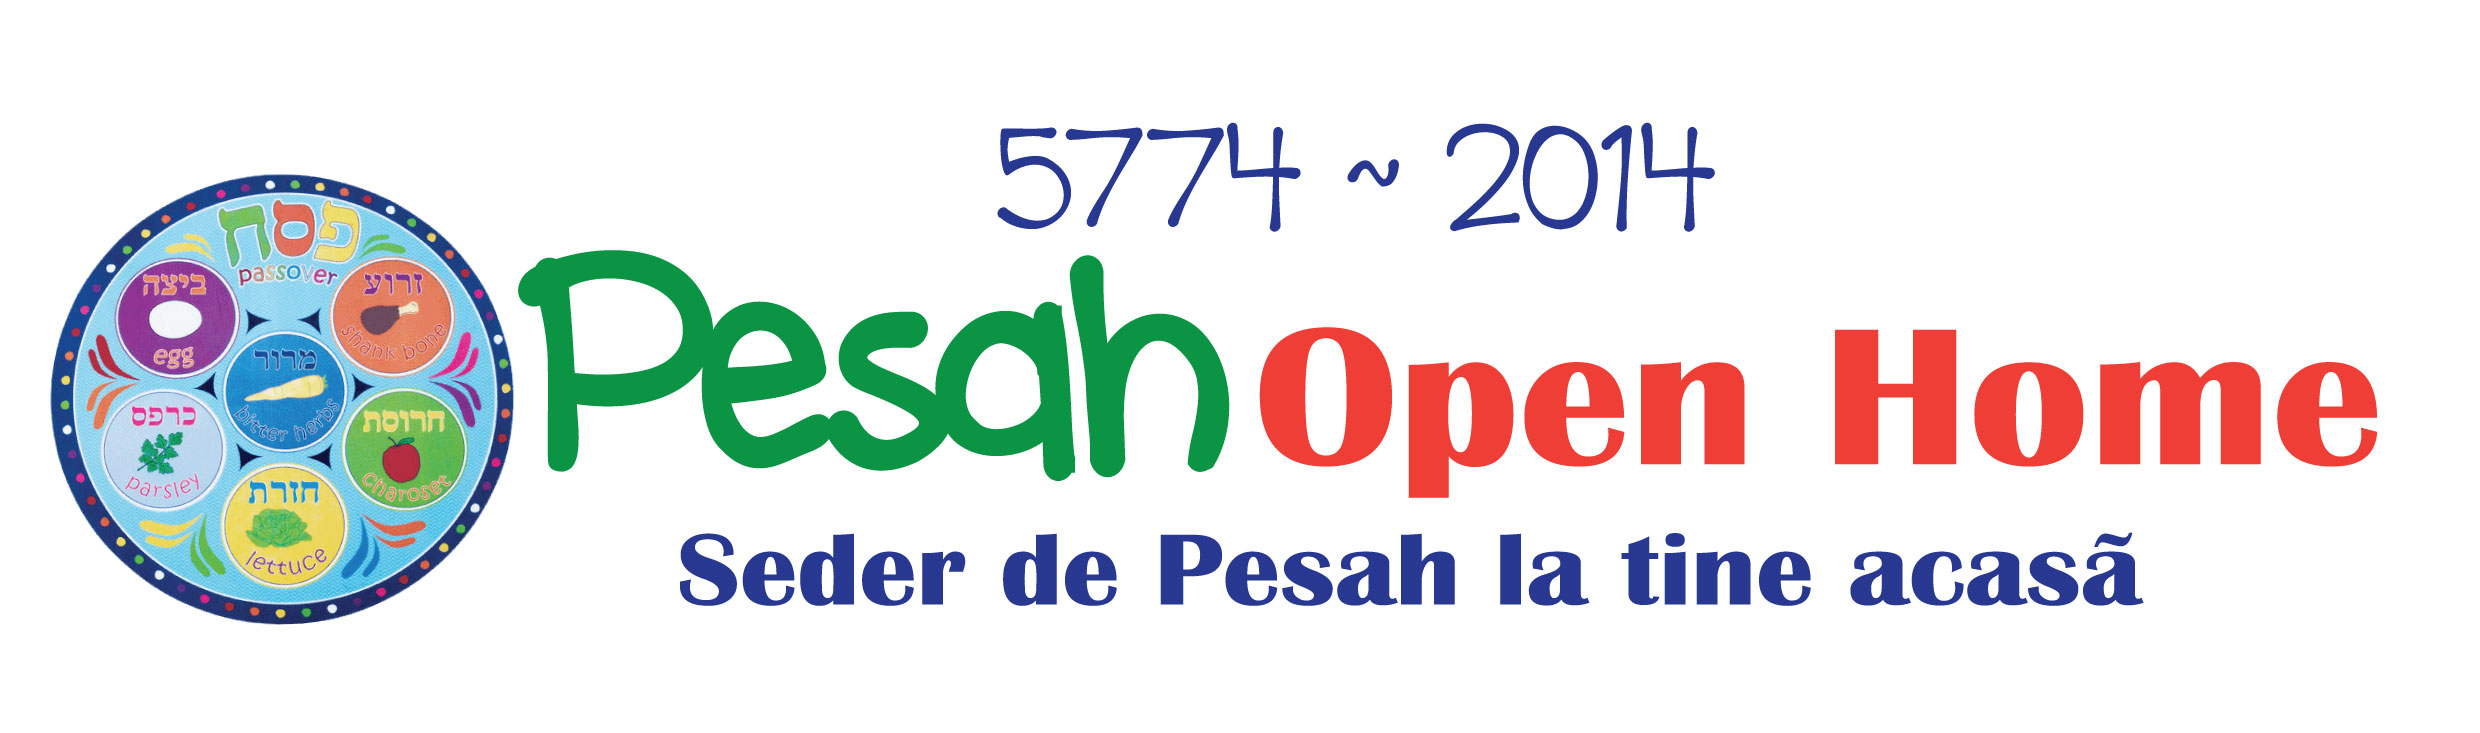 5774 ~ 2014
Pesah Open Home
Seder de Pesah la tine acasã
פסח
passover
ביצה
egg
זרוע
shank bone
מרור
bitter herbs
כרפס
parsley
חרוסת
charoset
חזרת
lettuce